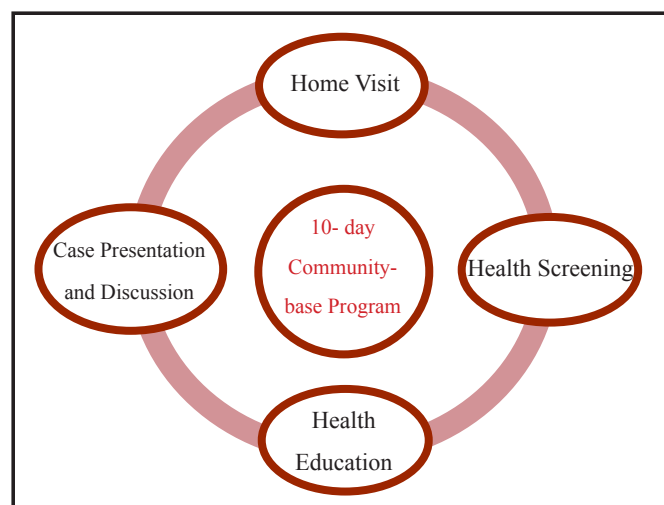 Home Visit
Case Presentation
and Discussion
10- day
Community-
base Program
Health Screening
Health
Education